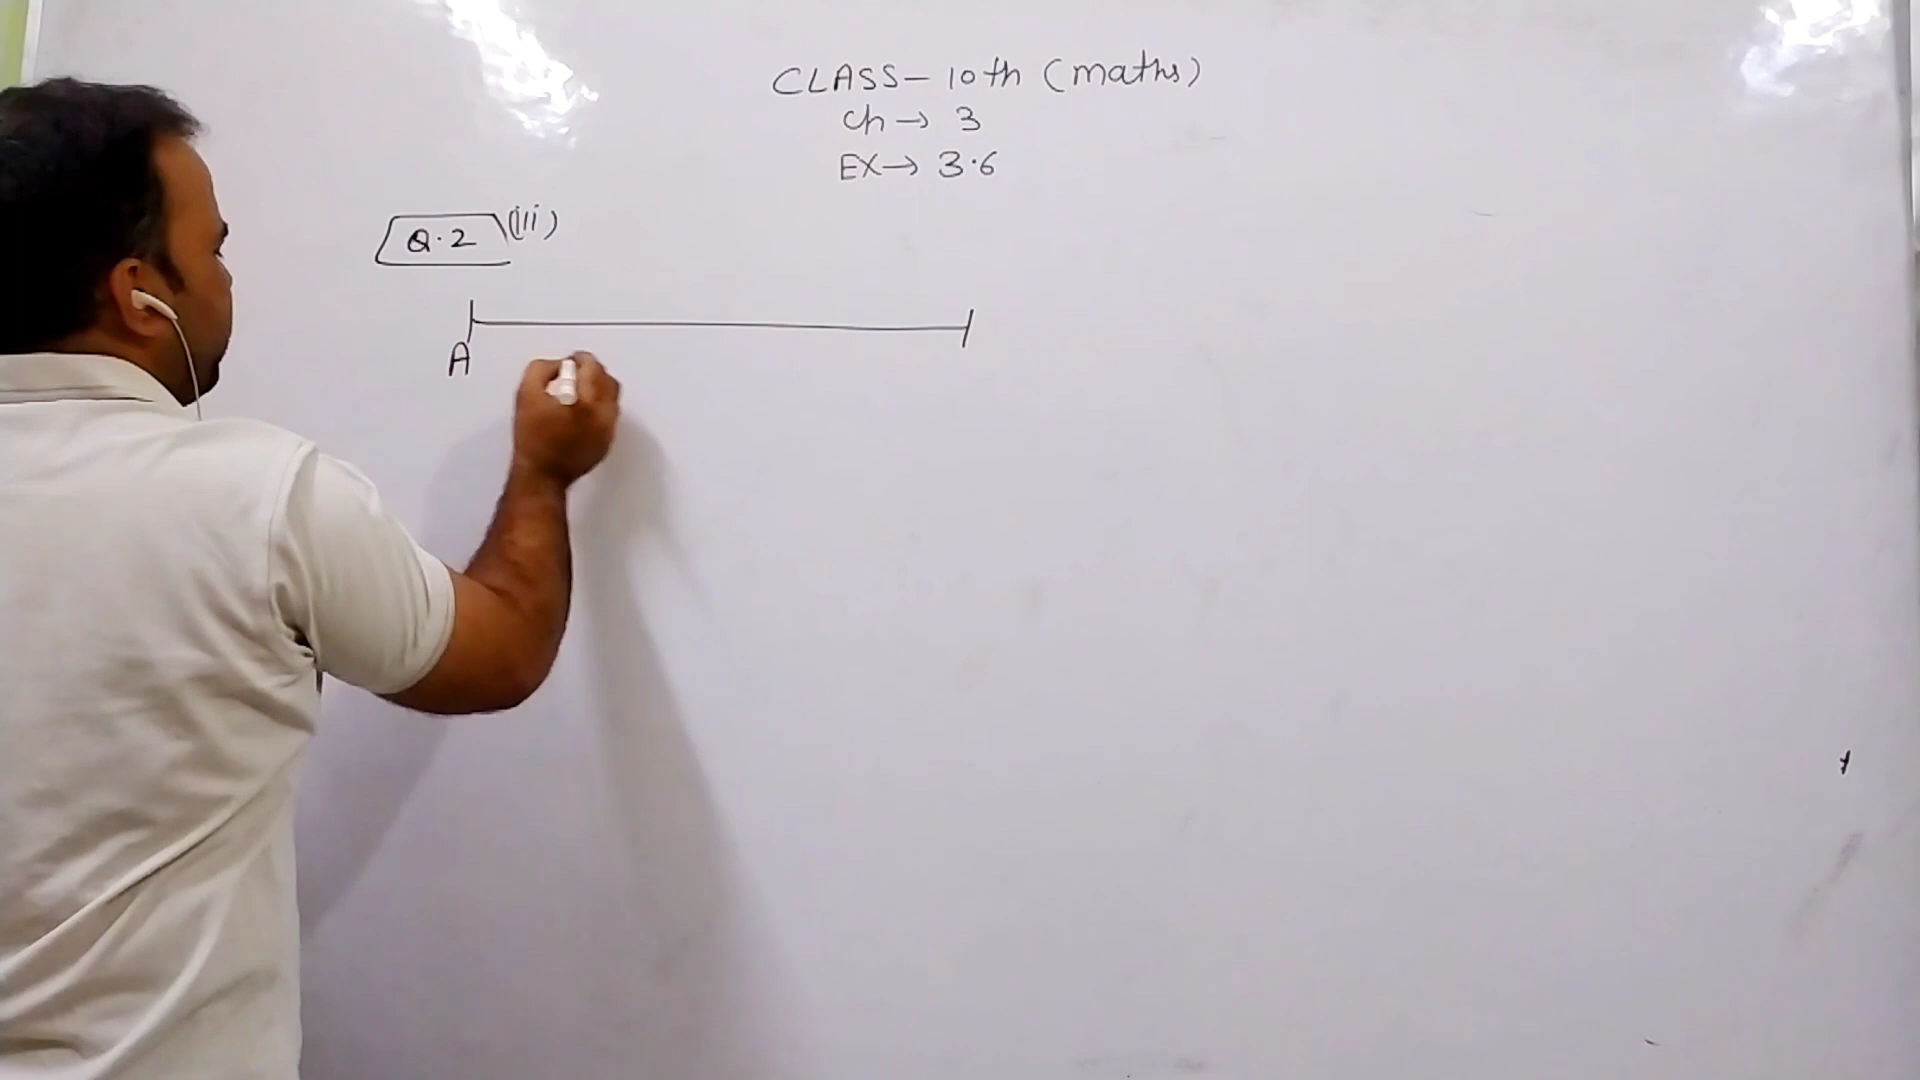 CLASS - 10th (maths)
Ch → 3
EX → 3.6
Q.2 (iii)
A